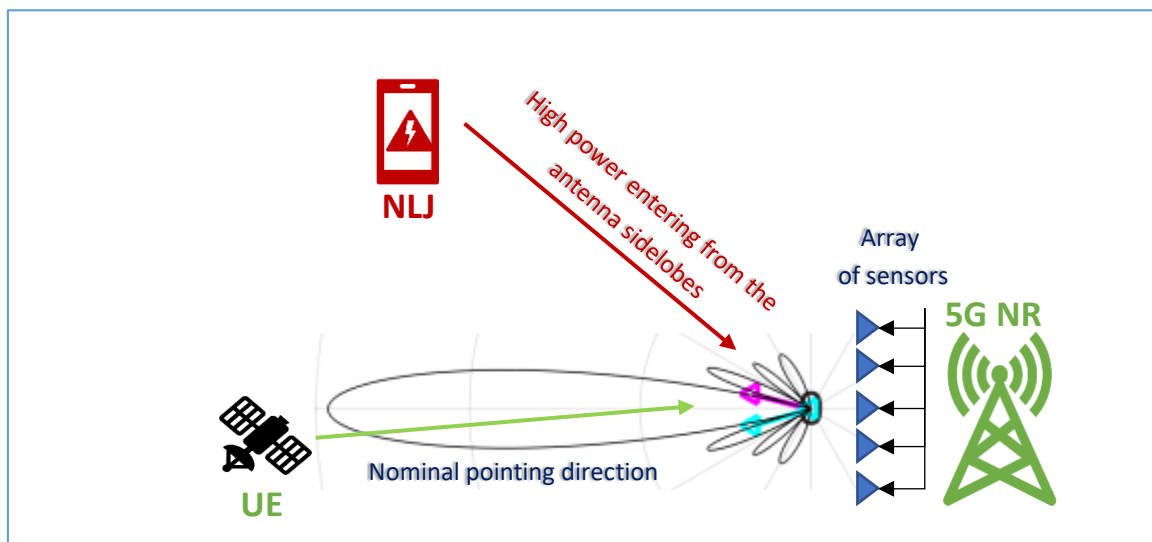 NLJ
High power entering from the
antenna sidelobes
Array
of sensors
5G NR
Nominal pointing direction
UE